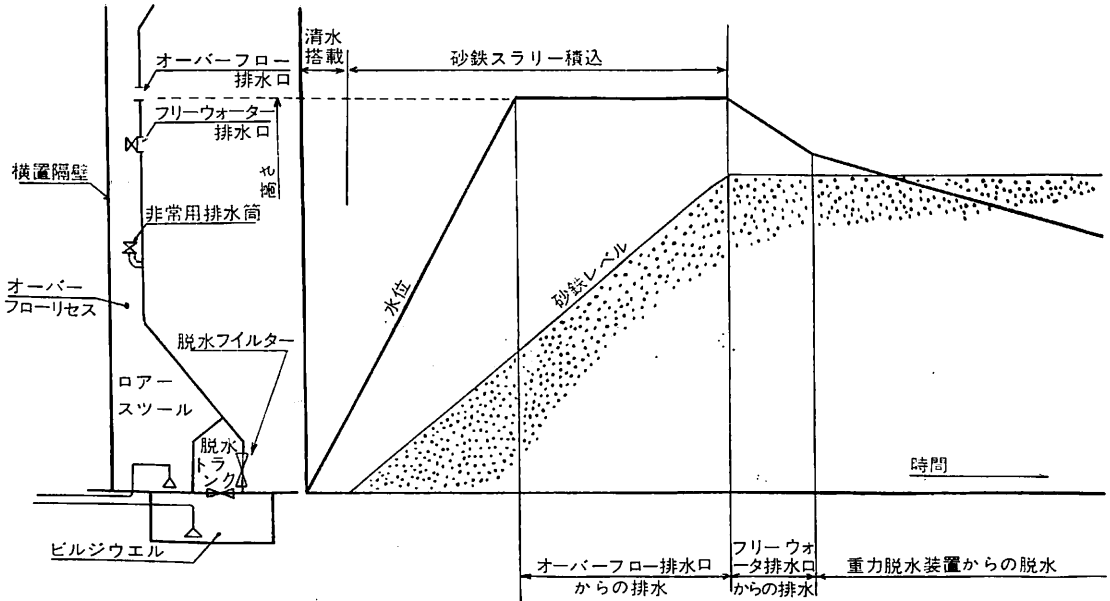 清水
搭載
砂鉄スラリー積込
オーバーフロー
排水口
フリーウォーター
排水口
高さ
横置隔壁
非常用排水筒
オーバー
フローリセス
水位
砂鉄レベル
脱水フイルター
ロアー
スツール
脱水
トラ
ンク
時間
ビルジウエル
オーバーフロー排水口
からの排水
フリーウォ
ータ排水口
からの排水
重力脱水装置からの脱水